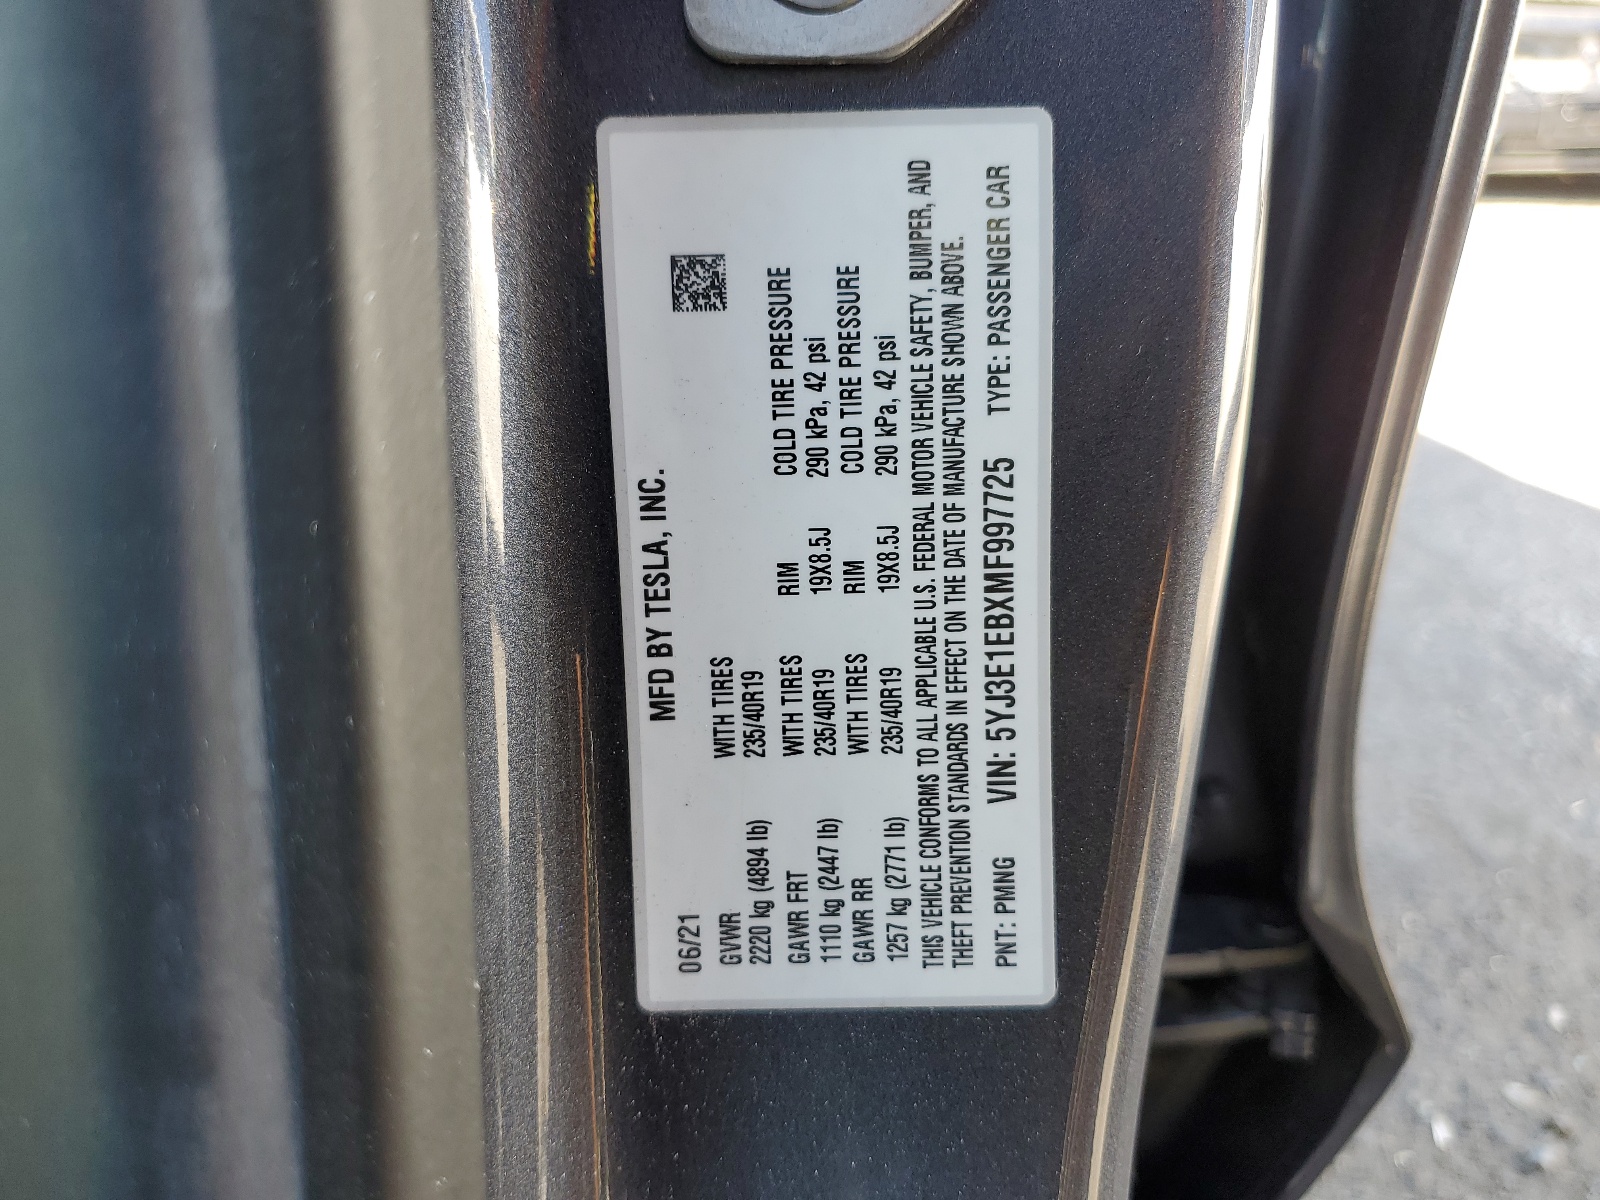 MFD BY TESLA, INC.
06/21
GVWR WITH TIRES
2220 kg (4894 lb) 235/40R19
GAWR FRT WITH TIRES RIM COLD TIRE PRESSURE
1110 kg (2447 lb) 235/40R19 19X8.5J 290 kPa, 42 psi
GAWR RR WITH TIRES RIM COLD TIRE PRESSURE
1257 kg (2771 lb) 235/40R19 19X8.5J 290 kPa, 42 psi
THIS VEHICLE CONFORMS TO ALL APPLICABLE U.S. FEDERAL MOTOR VEHICLE SAFETY, BUMPER, AND
THEFT PREVENTION STANDARDS IN EFFECT ON THE DATE OF MANUFACTURE SHOWN ABOVE.
PNT: PMNG VIN: 5YJ3E1EBXMF997725 TYPE: PASSENGER CAR